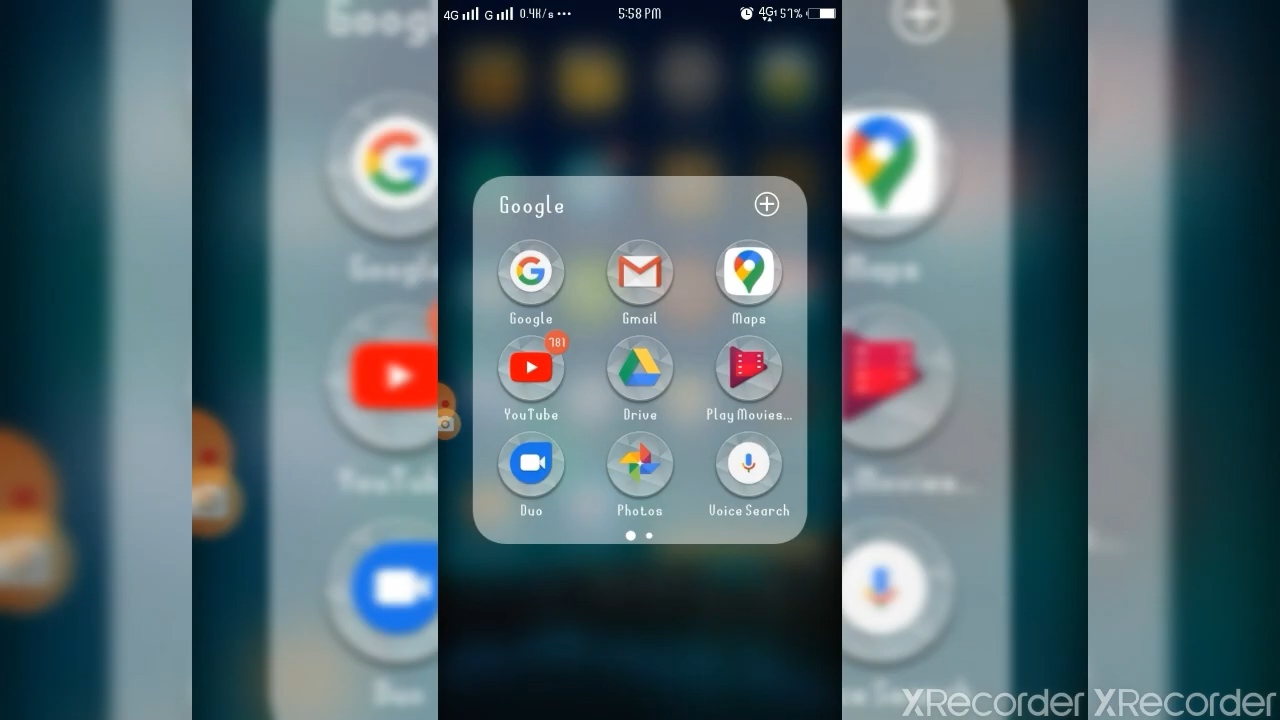 4G G 0.4K/s ••• 5:58 PM 4G+ 57%
Google
Google Gmail Maps
781
YouTube Drive Play Movies...
Duo Photos Voice Search
XRecorder XRecorder